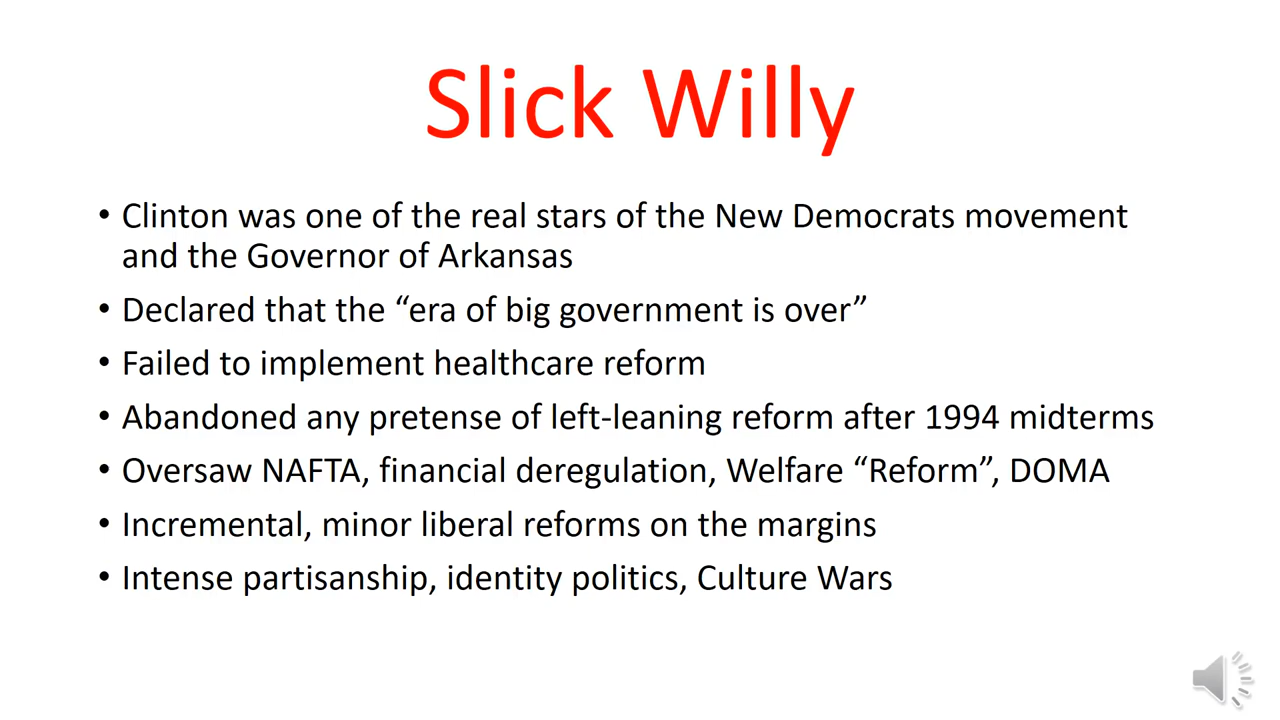 Slick Willy
• Clinton was one of the real stars of the New Democrats movement
and the Governor of Arkansas
• Declared that the “era of big government is over”
• Failed to implement healthcare reform
• Abandoned any pretense of left-leaning reform after 1994 midterms
• Oversaw NAFTA, financial deregulation, Welfare “Reform”, DOMA
• Incremental, minor liberal reforms on the margins
• Intense partisanship, identity politics, Culture Wars